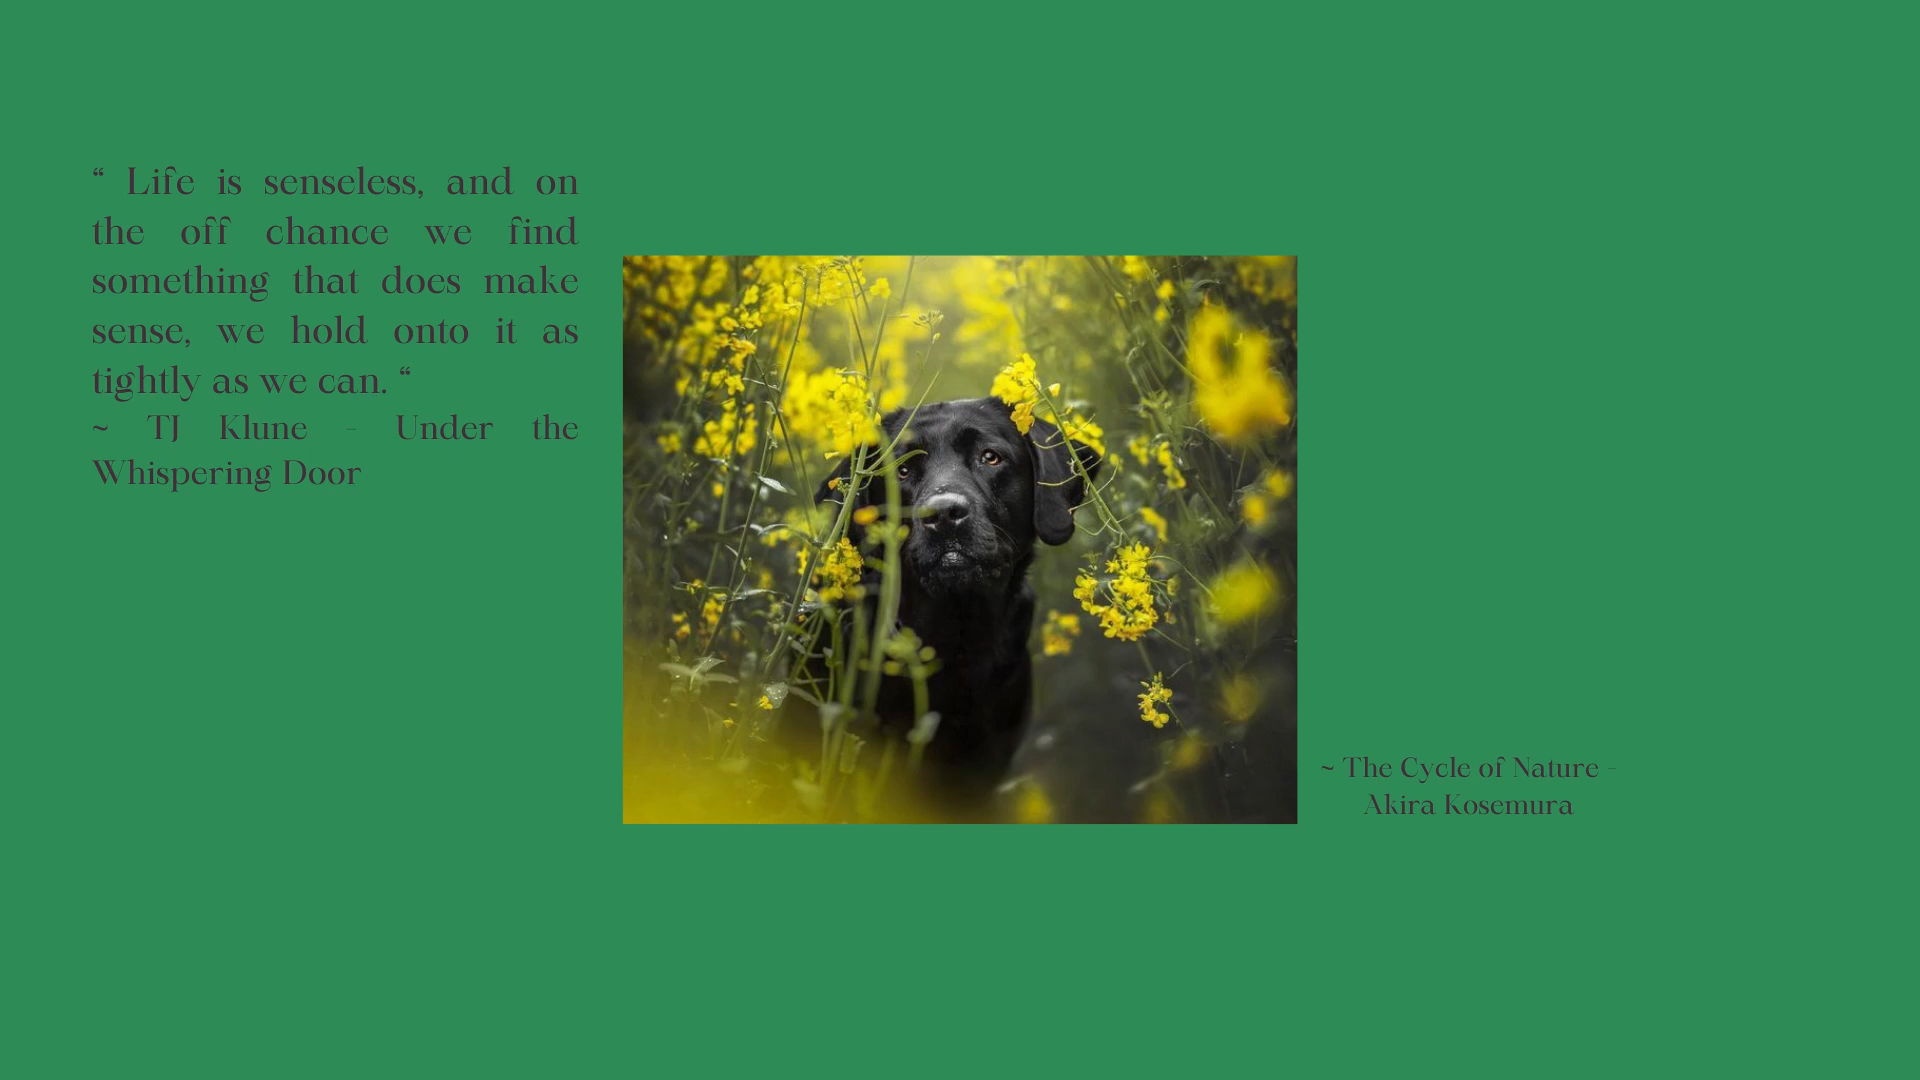 “ Life is senseless, and on
the off chance we find
something that does make
sense, we hold onto it as
tightly as we can. “
~ TJ Klune - Under the
Whispering Door
~ The Cycle of Nature -
Akira Kosemura